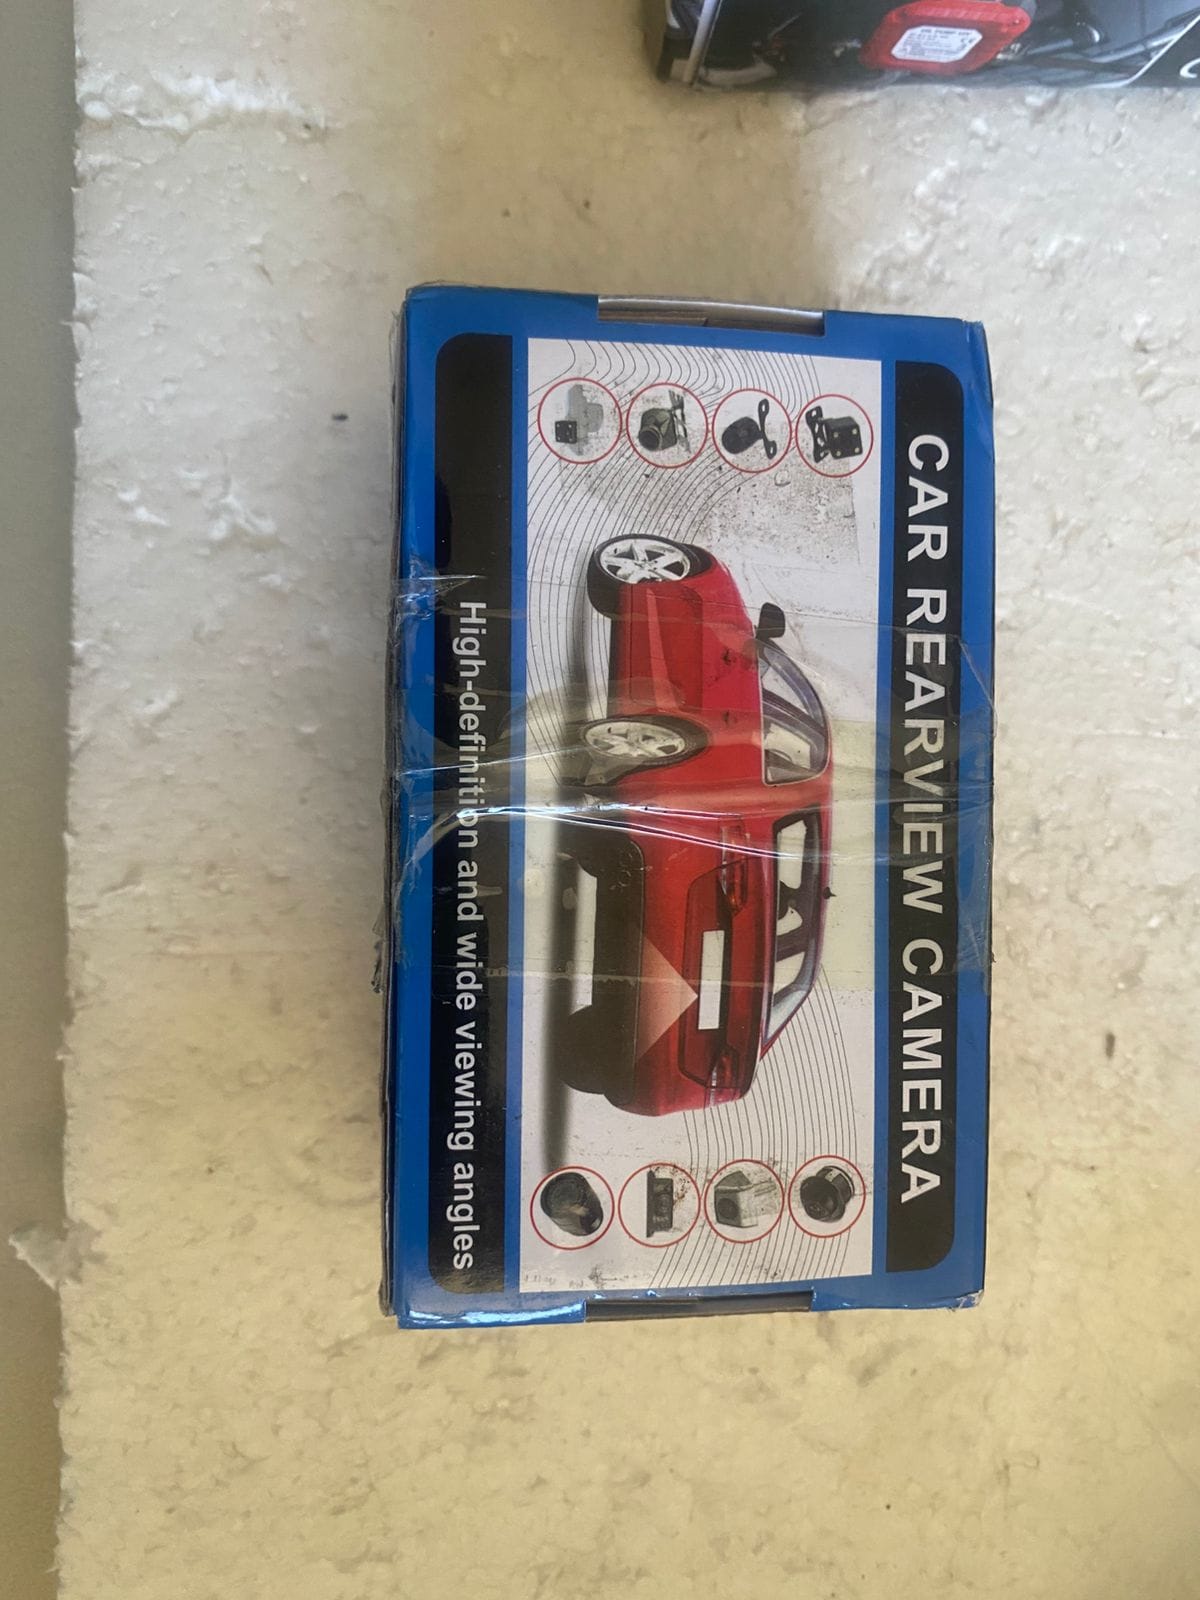 CAR REARVIEW CAMERA
High-definition and wide viewing angles